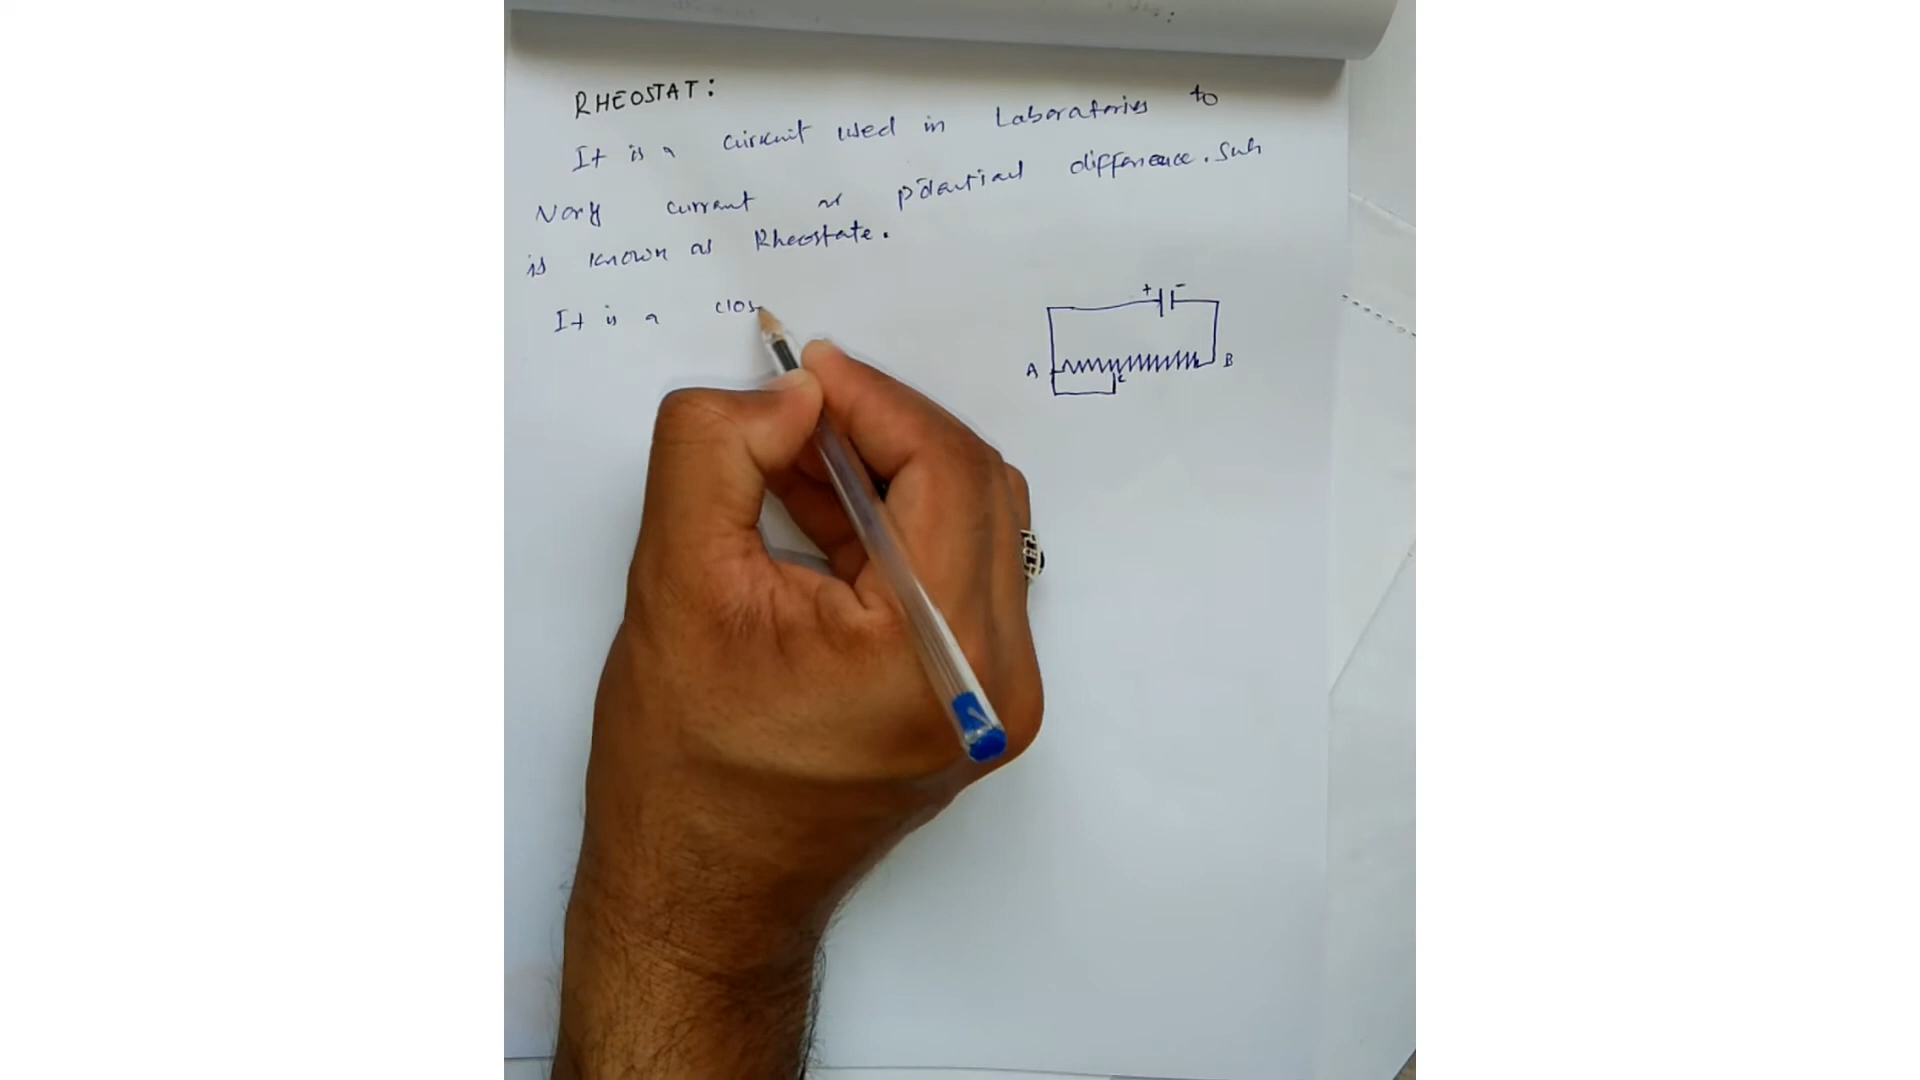 RHEOSTAT:
It is a circuit used in Laboratories to
Vary current or potential difference. Such
is known as Rheostate.
It is a clos
+ -
A B
c